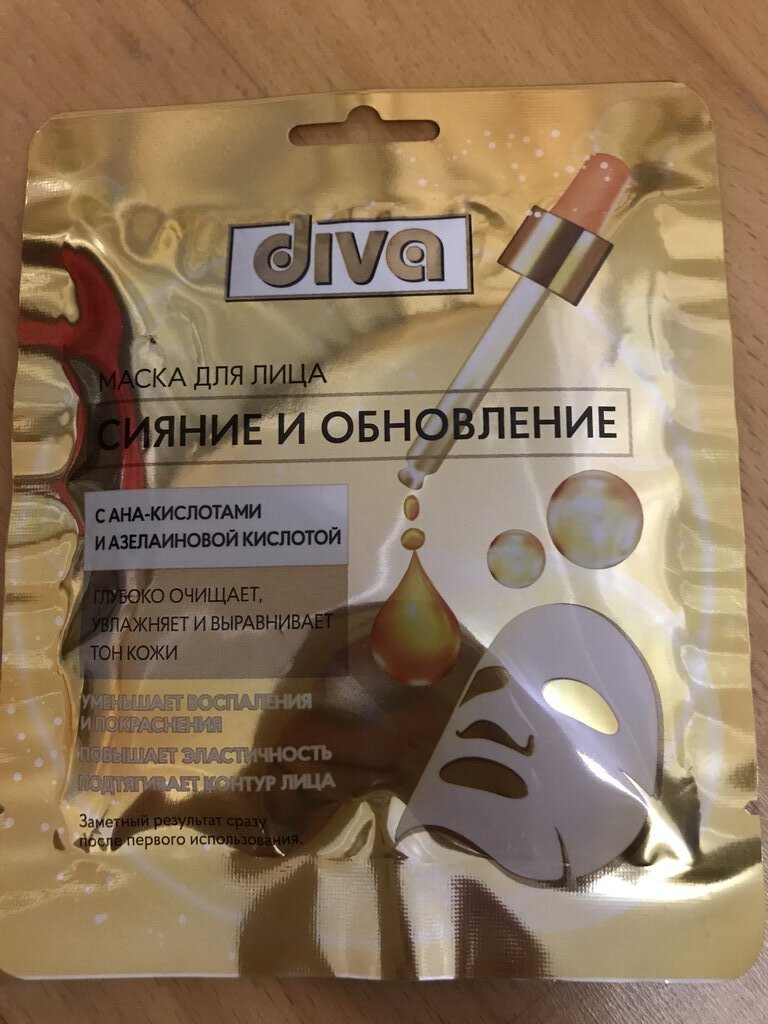 diva
МАСКА ДЛЯ ЛИЦА
СИЯНИЕ И ОБНОВЛЕНИЕ
С АНА-КИСЛОТАМИ
И АЗЕЛАИНОВОЙ КИСЛОТОЙ
ГЛУБОКО ОЧИЩАЕТ,
УВЛАЖНЯЕТ И ВЫРАВНИВАЕТ
ТОН КОЖИ
УМЕНЬШАЕТ ВОСПАЛЕНИЯ
И ПОКРАСНЕНИЯ
ПОВЫШАЕТ ЭЛАСТИЧНОСТЬ
ПОДТЯГИВАЕТ КОНТУР ЛИЦА
Заметный результат сразу
после первого использования.